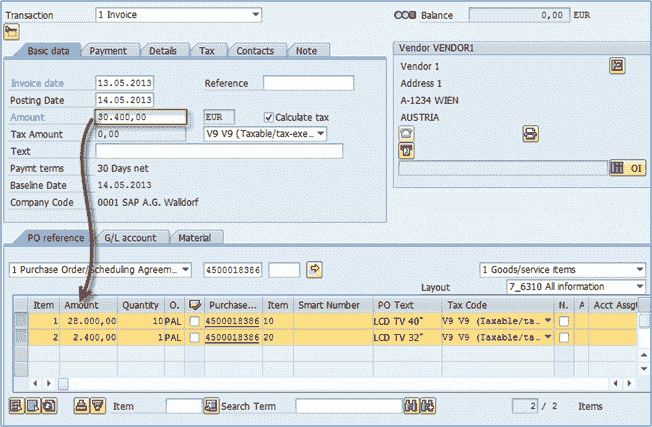 Transaction 1 Invoice Balance 0,00 EUR
Basic data Payment Details Tax Contacts Note
Vendor VENDOR1
Invoice date 13.05.2013 Reference
Vendor 1
Posting Date 14.05.2013
Address 1
Amount 30.400,00 EUR Calculate tax
A-1234 WIEN
Tax Amount 0,00 V9 V9 (Taxable/tax-exe...
AUSTRIA
Text
Paymt terms 30 Days net
OI
Baseline Date 14.05.2013
Company Code 0001 SAP A.G. Walldorf
PO reference G/L account Material
1 Purchase Order/Scheduling Agreem... 4500018386 1 Goods/service items
Layout 7_6310 All information
Item Amount Quantity O. Purchase... Item Smart Number PO Text Tax Code N. A Acct Assgt
1 28.000,00 10 PAL 4500018386 10 LCD TV 40" V9 V9 (Taxable/ta...
2 2.400,00 1 PAL 4500018386 20 LCD TV 32" V9 V9 (Taxable/ta...
Item Search Term 2 / 2 Items